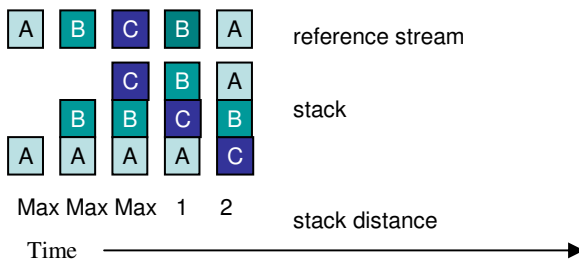 A B C B A reference stream
C B A
B B C B stack
A A A A C
Max Max Max 1 2 stack distance
Time